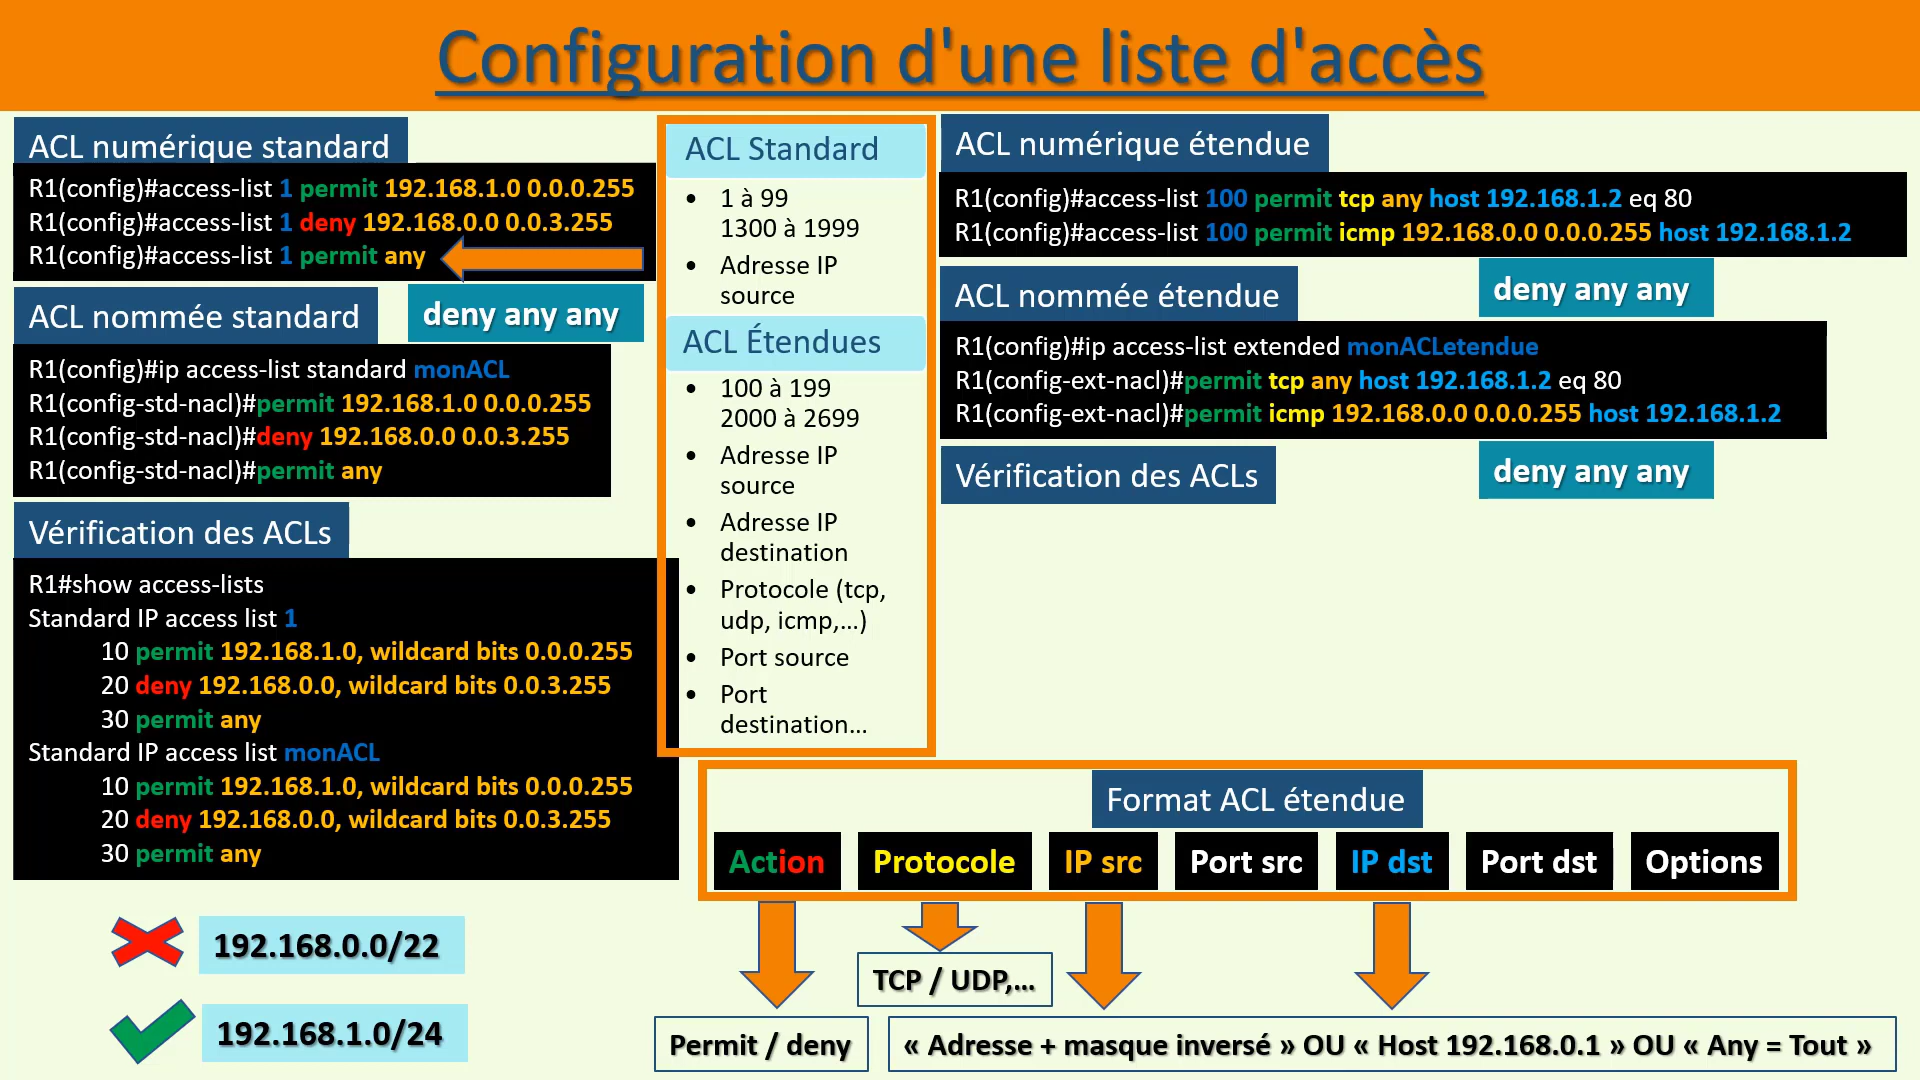 Configuration d'une liste d'accès
ACL numérique standard
R1(config)#access-list 1 permit 192.168.1.0 0.0.0.255
R1(config)#access-list 1 deny 192.168.0.0 0.0.3.255
R1(config)#access-list 1 permit any
deny any any
ACL nommée standard
R1(config)#ip access-list standard monACL
R1(config-std-nacl)#permit 192.168.1.0 0.0.0.255
R1(config-std-nacl)#deny 192.168.0.0 0.0.3.255
R1(config-std-nacl)#permit any
Vérification des ACLs
R1#show access-lists
Standard IP access list 1
10 permit 192.168.1.0, wildcard bits 0.0.0.255
20 deny 192.168.0.0, wildcard bits 0.0.3.255
30 permit any
Standard IP access list monACL
10 permit 192.168.1.0, wildcard bits 0.0.0.255
20 deny 192.168.0.0, wildcard bits 0.0.3.255
30 permit any
192.168.0.0/22
192.168.1.0/24
ACL Standard
• 1 à 99
1300 à 1999
• Adresse IP
source
ACL Étendues
• 100 à 199
2000 à 2699
• Adresse IP
source
• Adresse IP
destination
• Protocole (tcp,
udp, icmp,…)
• Port source
• Port
destination…
ACL numérique étendue
R1(config)#access-list 100 permit tcp any host 192.168.1.2 eq 80
R1(config)#access-list 100 permit icmp 192.168.0.0 0.0.0.255 host 192.168.1.2
deny any any
ACL nommée étendue
R1(config)#ip access-list extended monACLetendue
R1(config-ext-nacl)#permit tcp any host 192.168.1.2 eq 80
R1(config-ext-nacl)#permit icmp 192.168.0.0 0.0.0.255 host 192.168.1.2
deny any any
Vérification des ACLs
Format ACL étendue
Action Protocole IP src Port src IP dst Port dst Options
TCP / UDP,…
Permit / deny
« Adresse + masque inversé » OU « Host 192.168.0.1 » OU « Any = Tout »